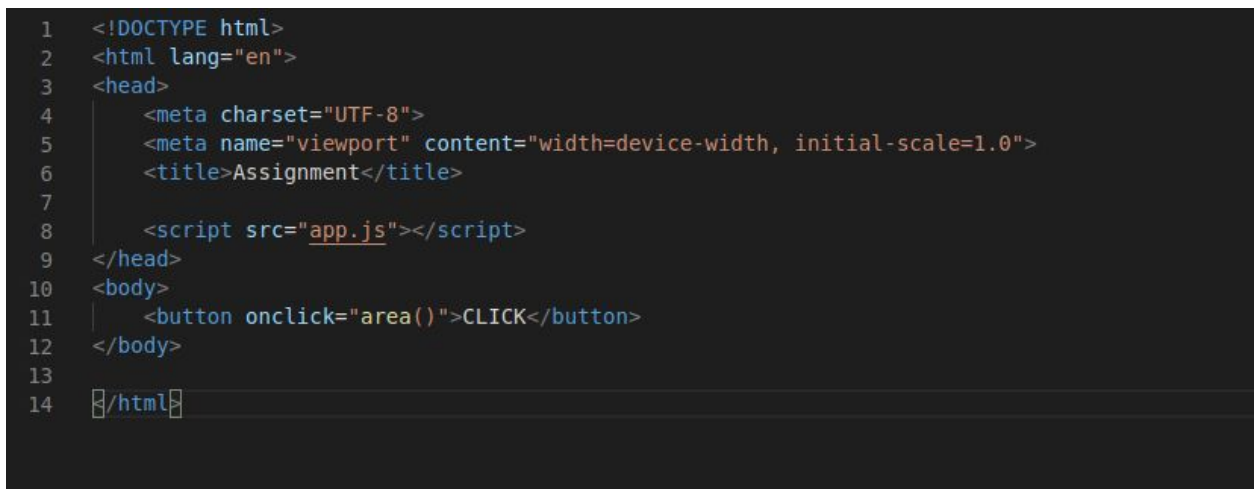 1 <!DOCTYPE html>
2 <html lang="en">
3 <head>
4 <meta charset="UTF-8">
5 <meta name="viewport" content="width=device-width, initial-scale=1.0">
6 <title>Assignment</title>
7
8 <script src="app.js"></script>
9 </head>
10 <body>
11 <button onclick="area()">CLICK</button>
12 </body>
13
14 </html>